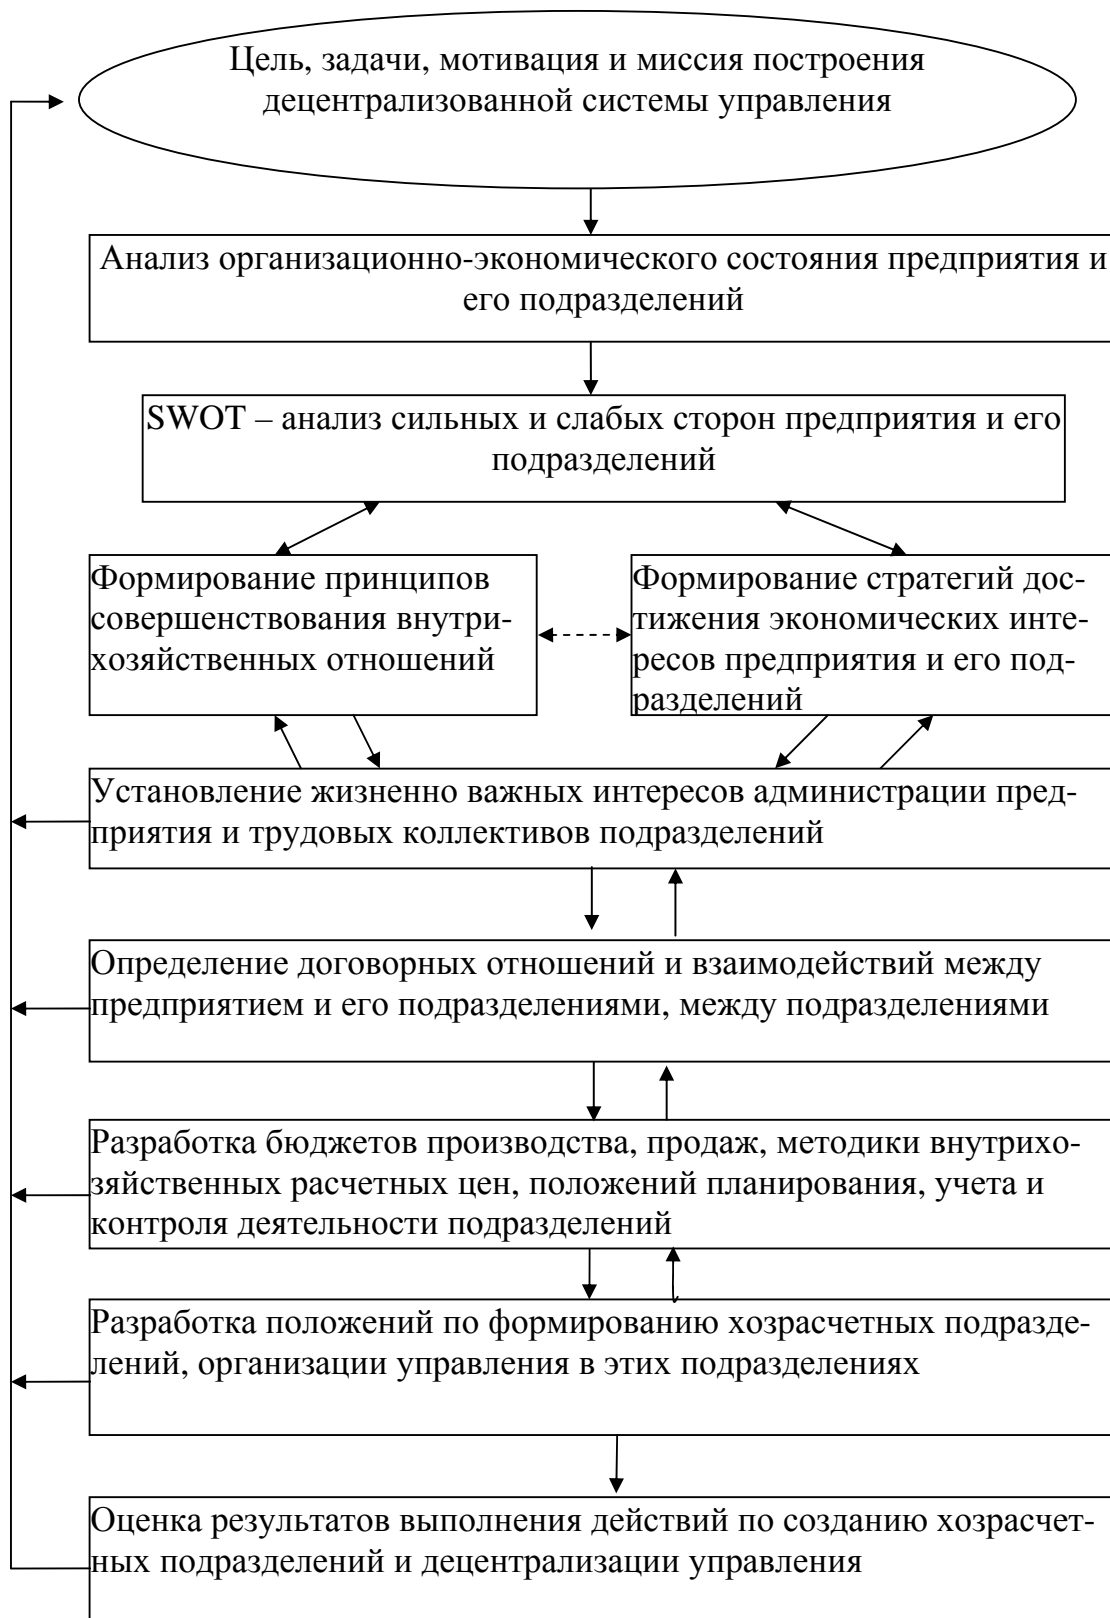 Цель, задачи, мотивация и миссия построения
децентрализованной системы управления
Анализ организационно-экономического состояния предприятия и
его подразделений
SWOT – анализ сильных и слабых сторон предприятия и его
подразделений
Формирование принципов
совершенствования внутри-
хозяйственных отношений
Формирование стратегий дос-
тижения экономических инте-
ресов предприятия и его под-
разделений
Установление жизненно важных интересов администрации пред-
приятия и трудовых коллективов подразделений
Определение договорных отношений и взаимодействий между
предприятием и его подразделениями, между подразделениями
Разработка бюджетов производства, продаж, методики внутрихо-
зяйственных расчетных цен, положений планирования, учета и
контроля деятельности подразделений
Разработка положений по формированию хозрасчетных подразде-
лений, организации управления в этих подразделениях
Оценка результатов выполнения действий по созданию хозрасчет-
ных подразделений и децентрализации управления